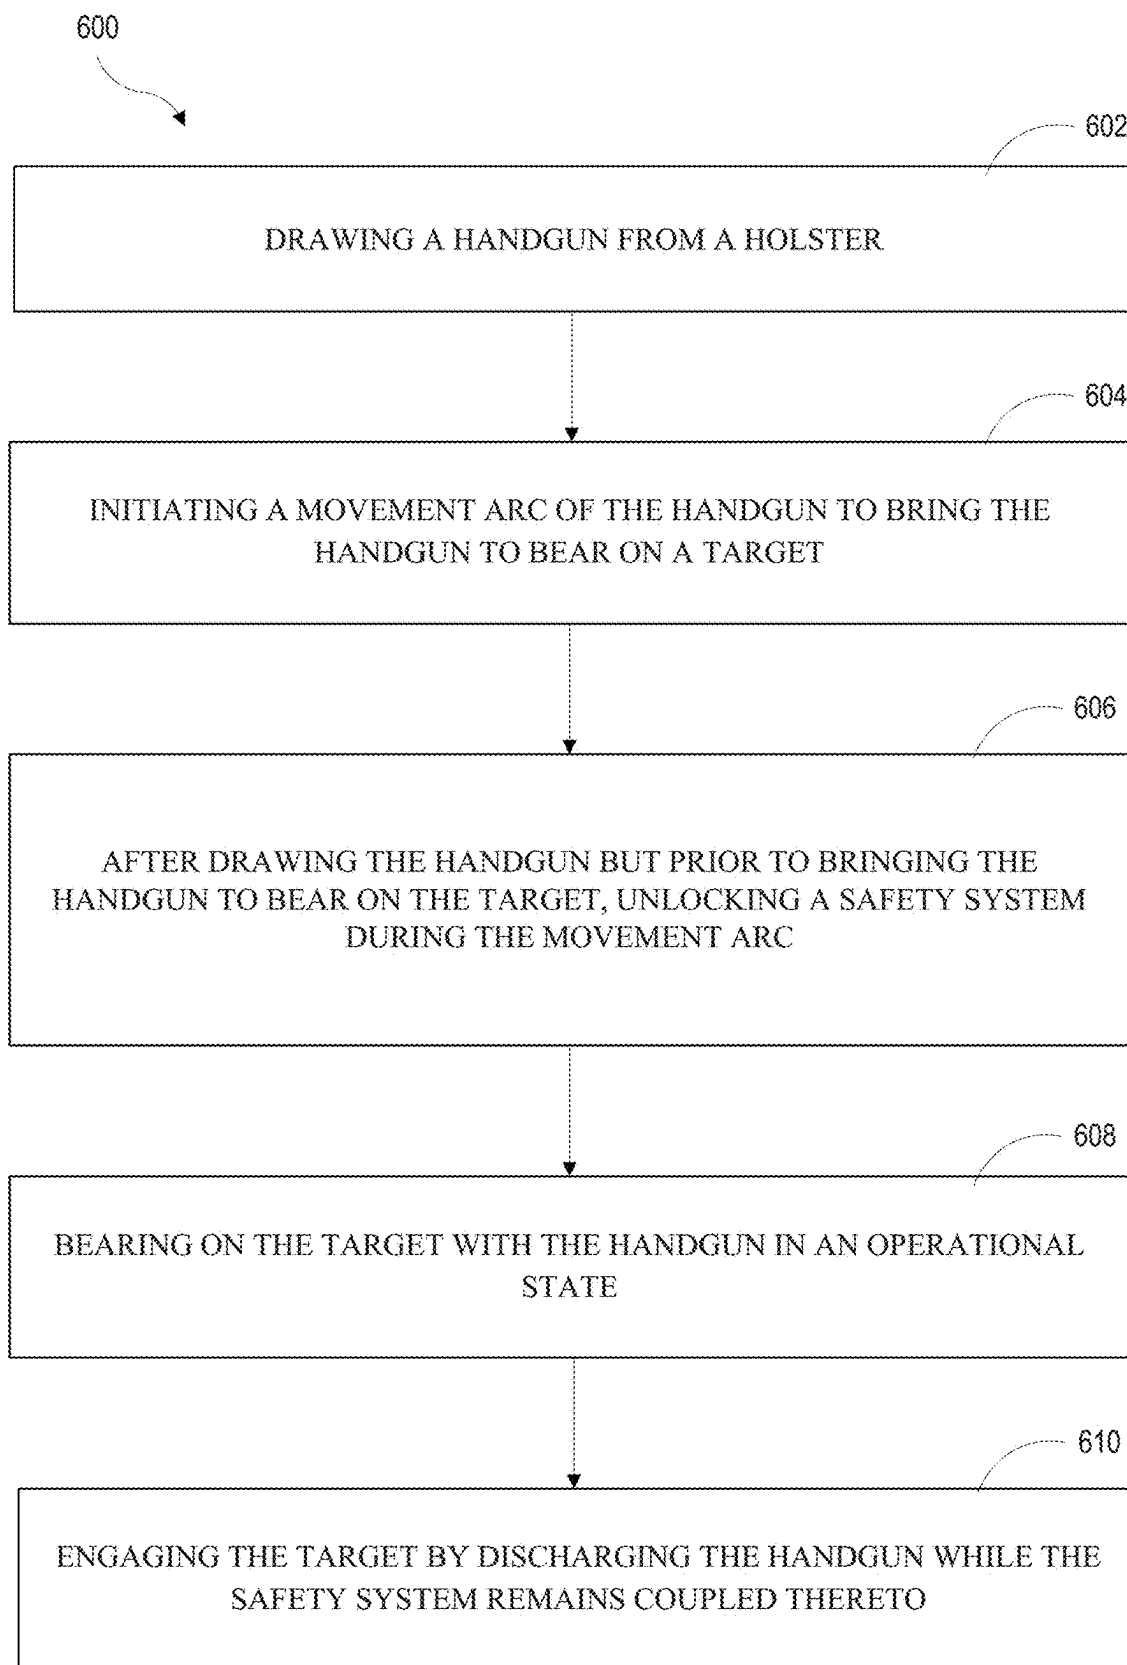 600
602
DRAWING A HANDGUN FROM A HOLSTER
604
INITIATING A MOVEMENT ARC OF THE HANDGUN TO BRING THE
HANDGUN TO BEAR ON A TARGET
606
AFTER DRAWING THE HANDGUN BUT PRIOR TO BRINGING THE
HANDGUN TO BEAR ON THE TARGET, UNLOCKING A SAFETY SYSTEM
DURING THE MOVEMENT ARC
608
BEARING ON THE TARGET WITH THE HANDGUN IN AN OPERATIONAL
STATE
610
ENGAGING THE TARGET BY DISCHARGING THE HANDGUN WHILE THE
SAFETY SYSTEM REMAINS COUPLED THERETO